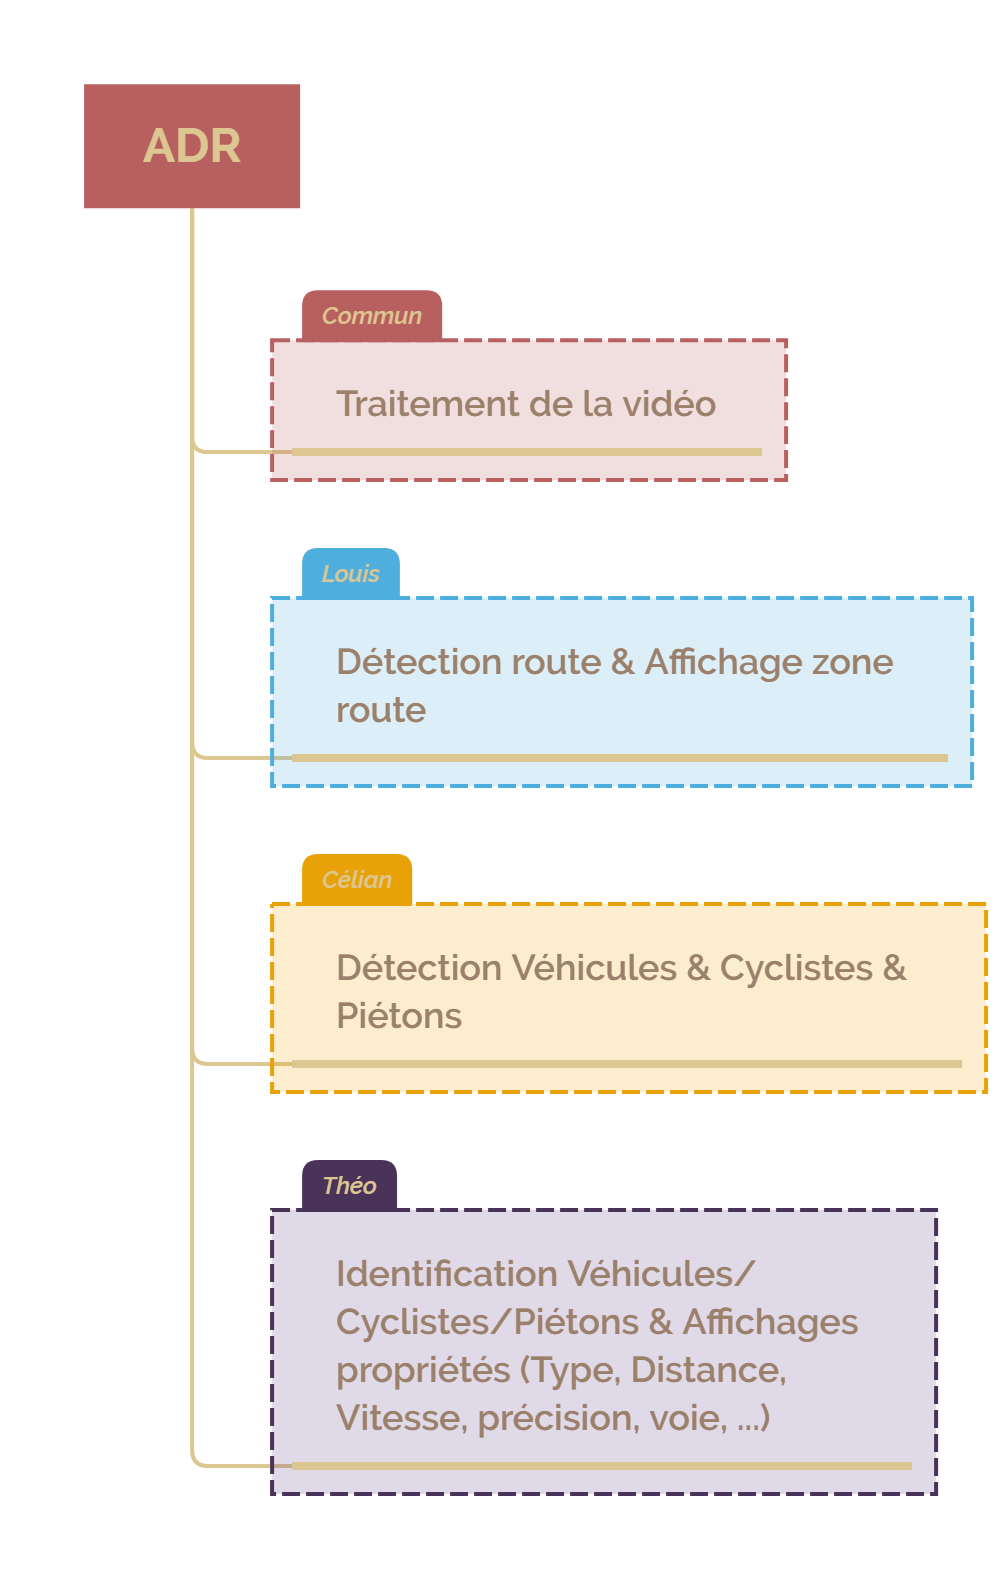 ADR
Commun
Traitement de la vidéo
Louis
Détection route & Affichage zone
route
Célian
Détection Véhicules & Cyclistes &
Piétons
Théo
Identification Véhicules/
Cyclistes/Piétons & Affichages
propriétés (Type, Distance,
Vitesse, précision, voie, ...)